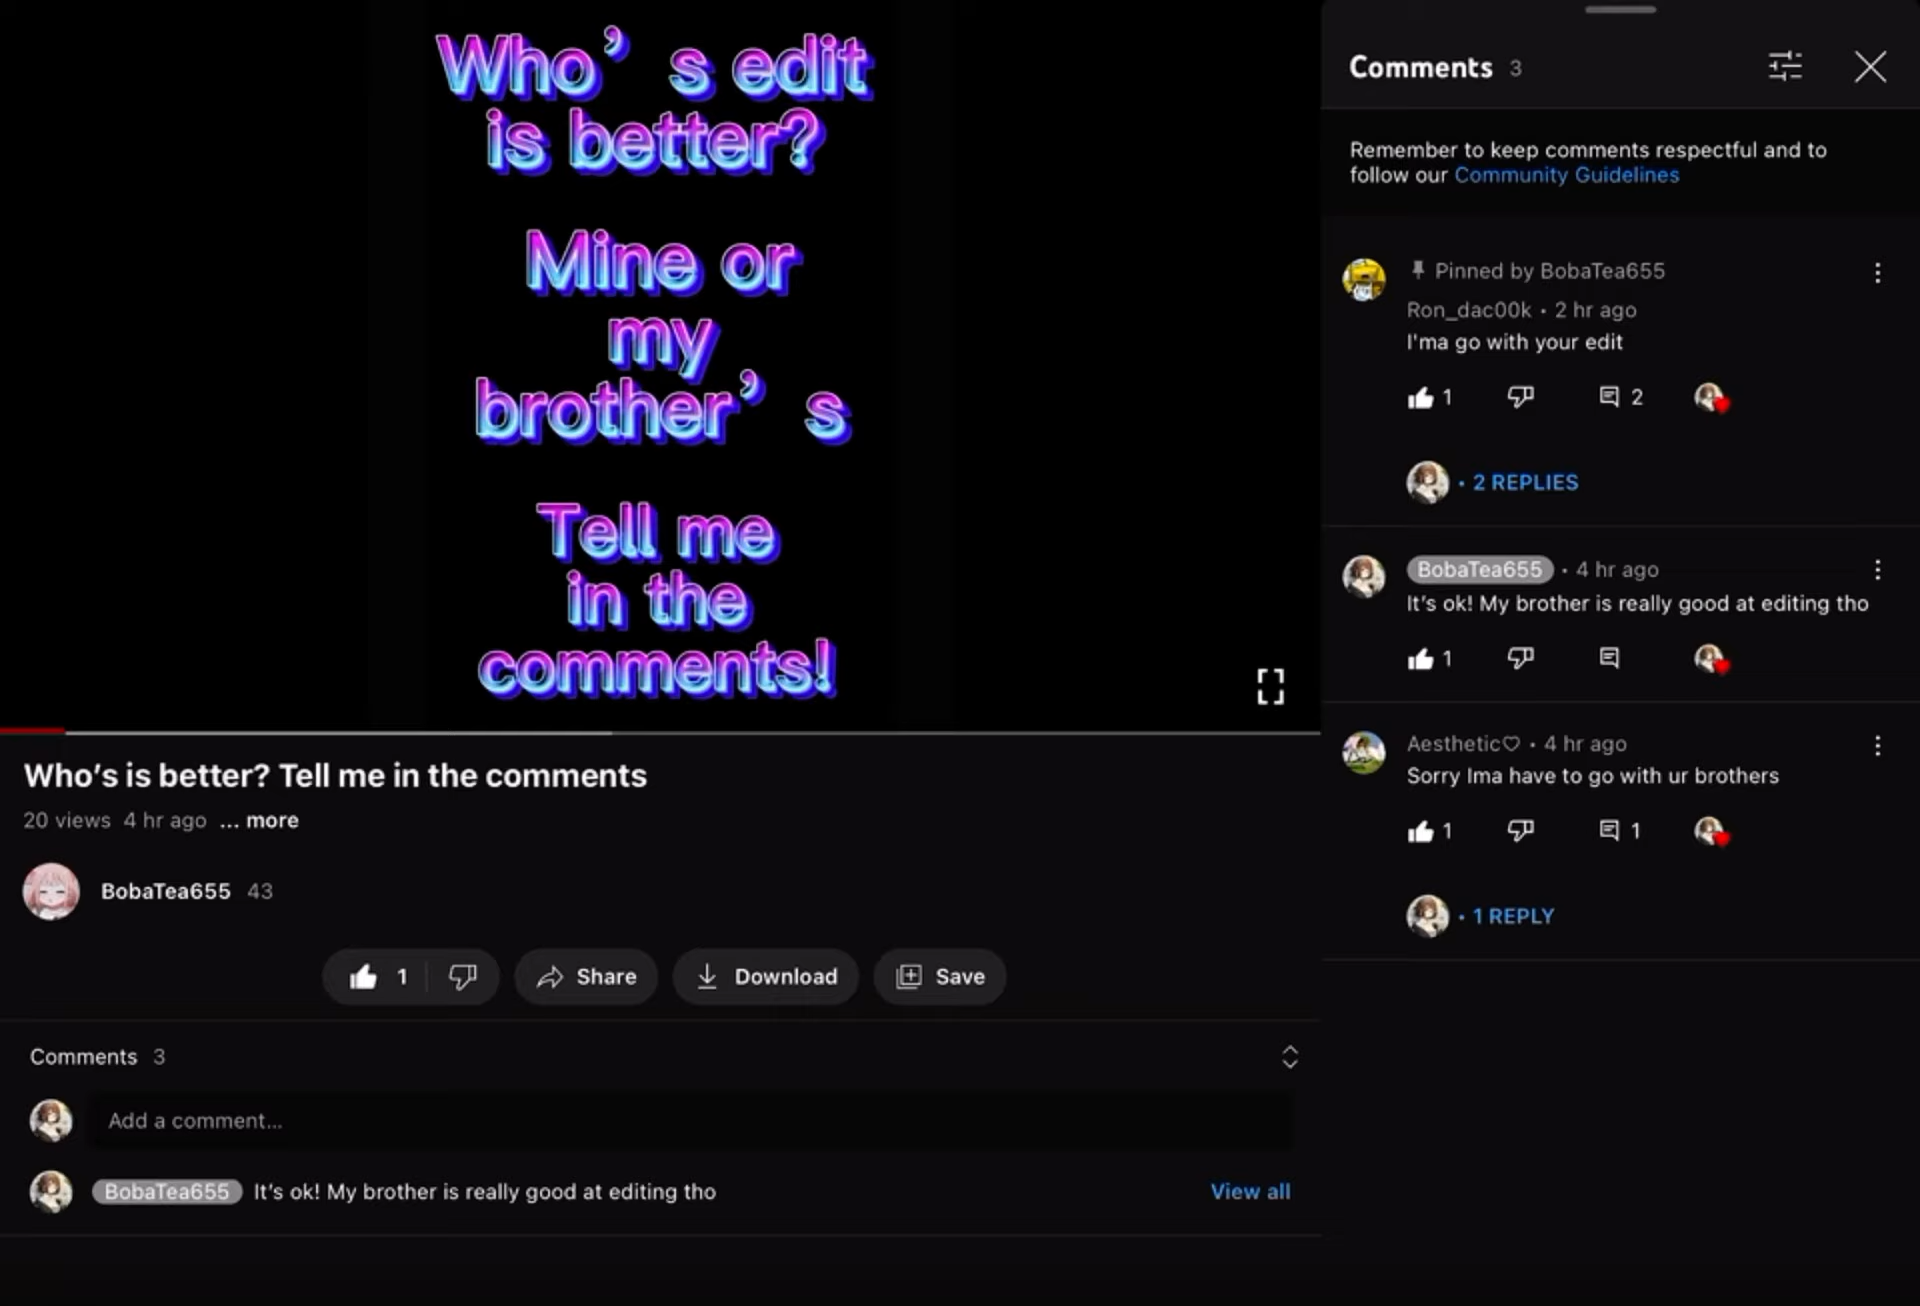 Who's edit
is better?
Mine or
my
brother's
Tell me
in the
comments!
Who's is better? Tell me in the comments
20 views 4 hr ago ... more
BobaTea655 43
1 Share Download Save
Comments 3
Add a comment...
BobaTea655 It's ok! My brother is really good at editing tho View all
Comments 3
Remember to keep comments respectful and to
follow our Community Guidelines
Pinned by BobaTea655
Ron_dac00k • 2 hr ago
I'ma go with your edit
1 2
• 2 REPLIES
BobaTea655 • 4 hr ago
It's ok! My brother is really good at editing tho
1
Aesthetic♡ • 4 hr ago
Sorry Ima have to go with ur brothers
1 1
• 1 REPLY